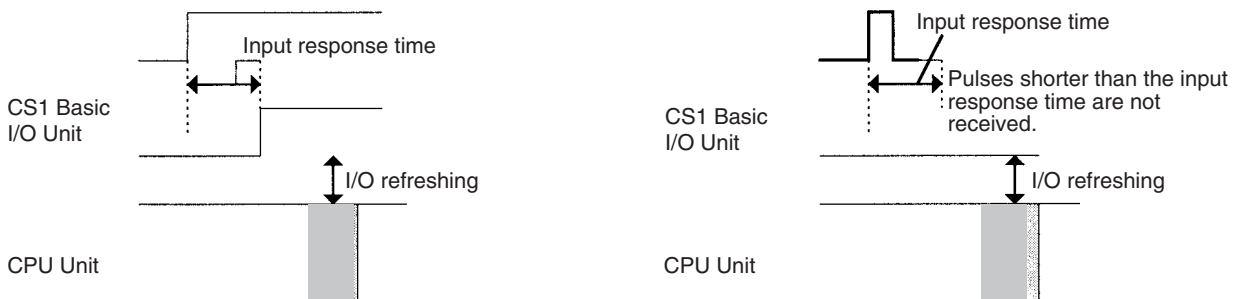 Input response time
CS1 Basic
I/O Unit
I/O refreshing
CPU Unit
Input response time
Pulses shorter than the input
response time are not
received.
CS1 Basic
I/O Unit
I/O refreshing
CPU Unit